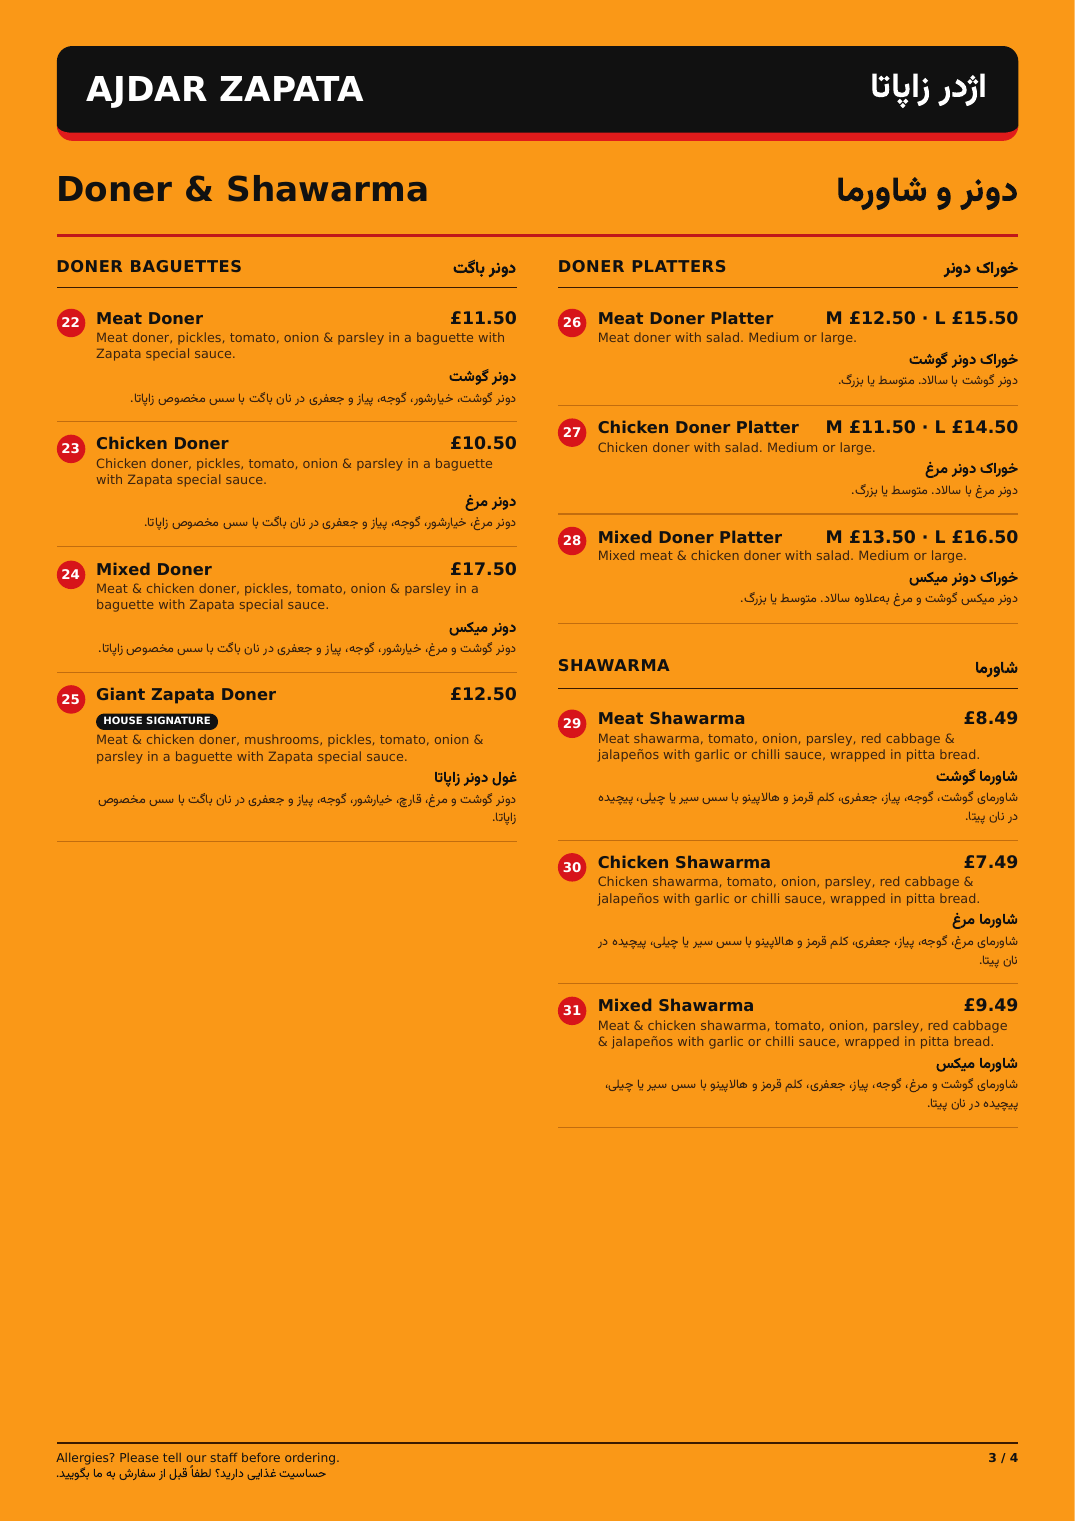 AJDAR ZAPATA
اژدر زاپاتا
Doner & Shawarma
دونر و شاورما
DONER BAGUETTES
دونر باگت
22
Meat Doner
£11.50
Meat doner, pickles, tomato, onion & parsley in a baguette with
Zapata special sauce.
دونر گوشت
دونر گوشت، خیارشور، گوجه، پیاز و جعفری در نان باگت با سس مخصوص زاپاتا.
23
Chicken Doner
£10.50
Chicken doner, pickles, tomato, onion & parsley in a baguette
with Zapata special sauce.
دونر مرغ
دونر مرغ، خیارشور، گوجه، پیاز و جعفری در نان باگت با سس مخصوص زاپاتا.
24
Mixed Doner
£17.50
Meat & chicken doner, pickles, tomato, onion & parsley in a
baguette with Zapata special sauce.
دونر میکس
دونر گوشت و مرغ، خیارشور، گوجه، پیاز و جعفری در نان باگت با سس مخصوص زاپاتا.
25
Giant Zapata Doner
£12.50
HOUSE SIGNATURE
Meat & chicken doner, mushrooms, pickles, tomato, onion &
parsley in a baguette with Zapata special sauce.
غول دونر زاپاتا
دونر گوشت و مرغ، قارچ، خیارشور، گوجه، پیاز و جعفری در نان باگت با سس مخصوص
زاپاتا.
DONER PLATTERS
خوراک دونر
26
Meat Doner Platter
M £12.50 · L £15.50
Meat doner with salad. Medium or large.
خوراک دونر گوشت
دونر گوشت با سالاد. متوسط یا بزرگ.
27
Chicken Doner Platter
M £11.50 · L £14.50
Chicken doner with salad. Medium or large.
خوراک دونر مرغ
دونر مرغ با سالاد. متوسط یا بزرگ.
28
Mixed Doner Platter
M £13.50 · L £16.50
Mixed meat & chicken doner with salad. Medium or large.
خوراک دونر میکس
دونر میکس گوشت و مرغ به‌علاوه سالاد. متوسط یا بزرگ.
SHAWARMA
شاورما
29
Meat Shawarma
£8.49
Meat shawarma, tomato, onion, parsley, red cabbage &
jalapeños with garlic or chilli sauce, wrapped in pitta bread.
شاورما گوشت
شاورمای گوشت، گوجه، پیاز، جعفری، کلم قرمز و هالاپینو با سس سیر یا چیلی، پیچیده
در نان پیتا.
30
Chicken Shawarma
£7.49
Chicken shawarma, tomato, onion, parsley, red cabbage &
jalapeños with garlic or chilli sauce, wrapped in pitta bread.
شاورما مرغ
شاورمای مرغ، گوجه، پیاز، جعفری، کلم قرمز و هالاپینو با سس سیر یا چیلی، پیچیده در
نان پیتا.
31
Mixed Shawarma
£9.49
Meat & chicken shawarma, tomato, onion, parsley, red cabbage
& jalapeños with garlic or chilli sauce, wrapped in pitta bread.
شاورما میکس
شاورمای گوشت و مرغ، گوجه، پیاز، جعفری، کلم قرمز و هالاپینو با سس سیر یا چیلی،
پیچیده در نان پیتا.
Allergies? Please tell our staff before ordering.
حساسیت غذایی دارید؟ لطفاً قبل از سفارش به ما بگویید.
3 / 4